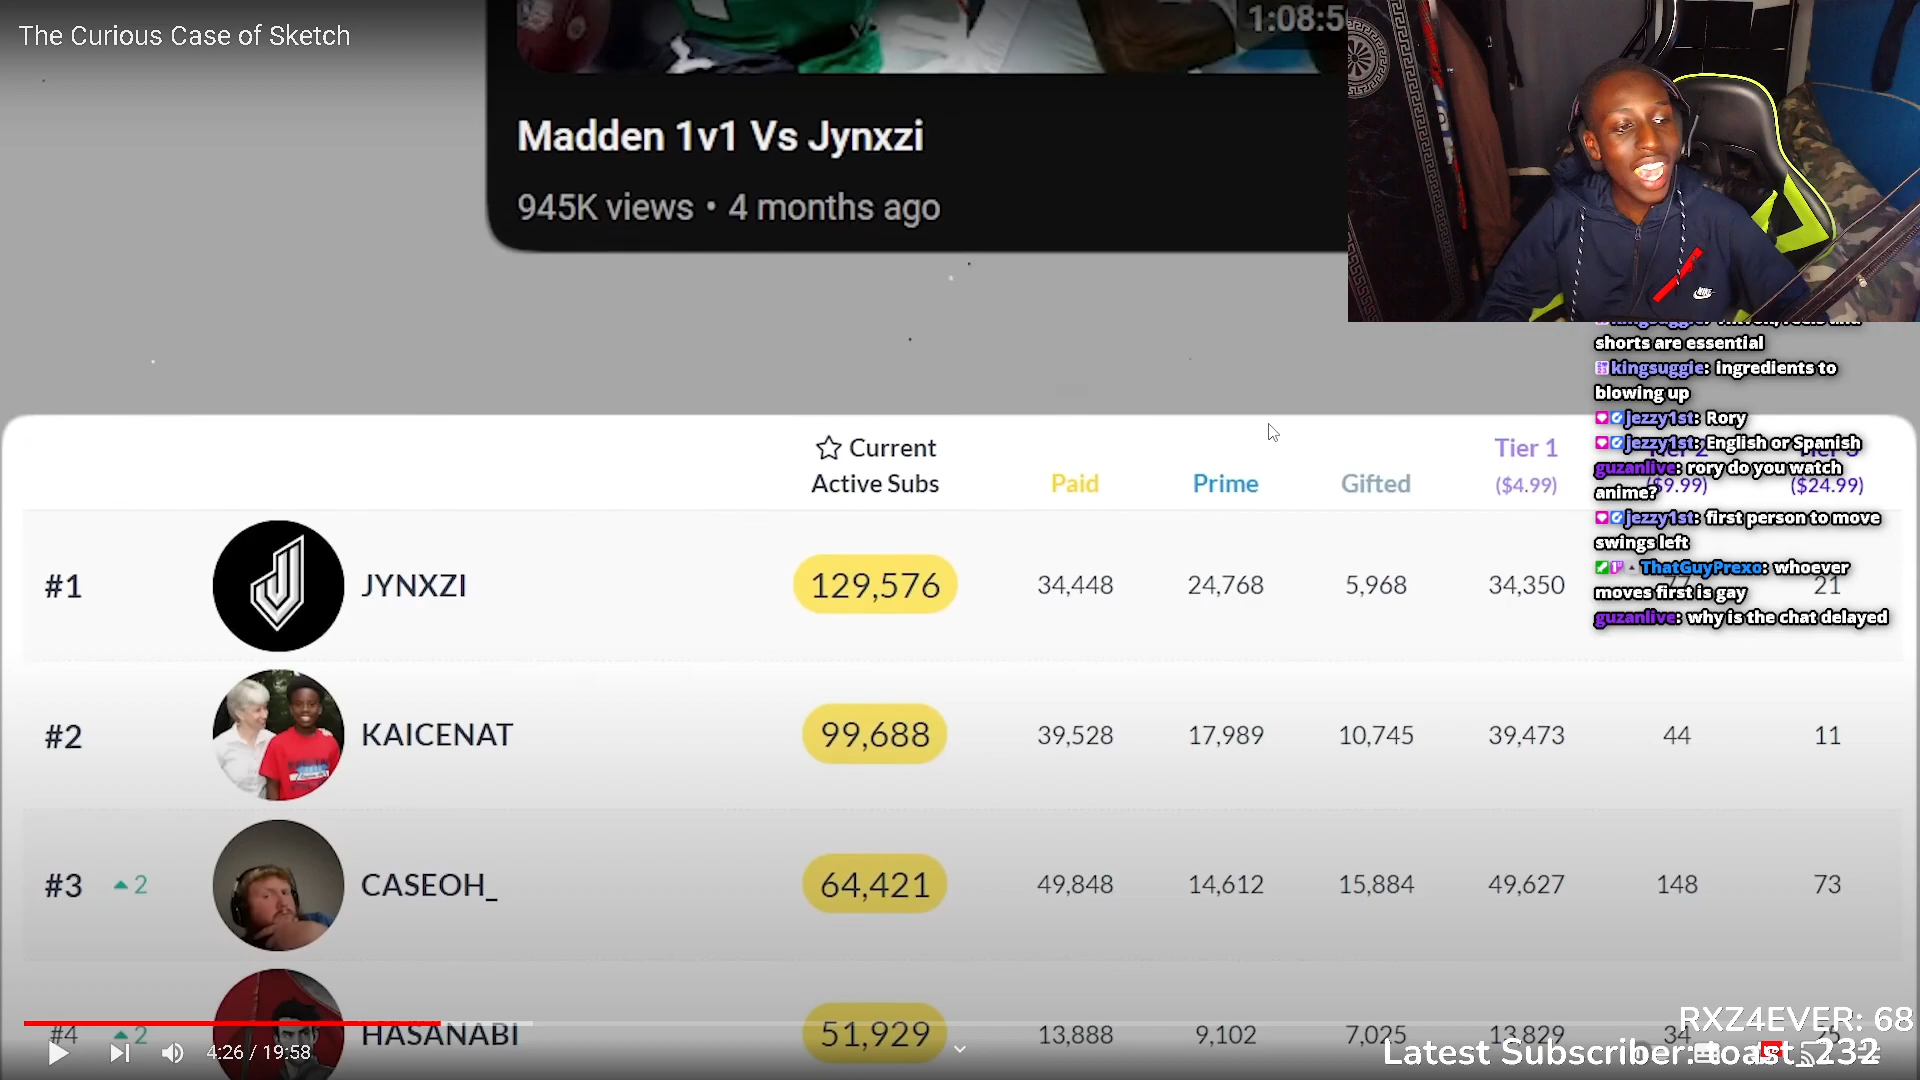 The Curious Case of Sketch
1:08:5
Madden 1v1 Vs Jynxzi
945K views • 4 months ago
shorts are essential
kingsuggie: ingredients to
blowing up
jezzy1st: Rory
jezzy1st: English or Spanish
guzanlive: rory do you watch
anime?
jezzy1st: first person to move
swings left
ThatGuyPrexo: whoever
moves first is gay
guzanlive: why is the chat delayed
Current
Active Subs
Paid
Prime
Gifted
Tier 1
($4.99)
$9.99)
($24.99)
#1 JYNXZI 129,576 34,448 24,768 5,968 34,350 77 21
#2 KAICENAT 99,688 39,528 17,989 10,745 39,473 44 11
#3 2 CASEOH_ 64,421 49,848 14,612 15,884 49,627 148 73
#4 2 HASANABI 51,929 13,888 9,102 7,025 13,829 34
4:26 / 19:58
RXZ4EVER: 68
Latest Subscriber: toast_232
NIKE